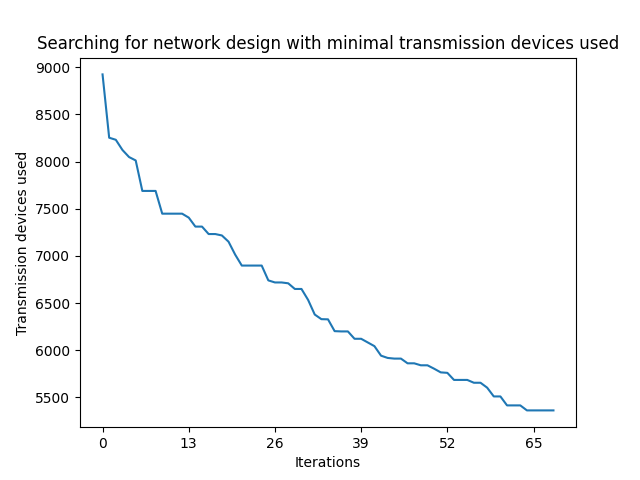 Searching for network design with minimal transmission devices used
9000
8500
8000
7500
7000
6500
6000
5500
Transmission devices used
0 13 26 39 52 65
Iterations